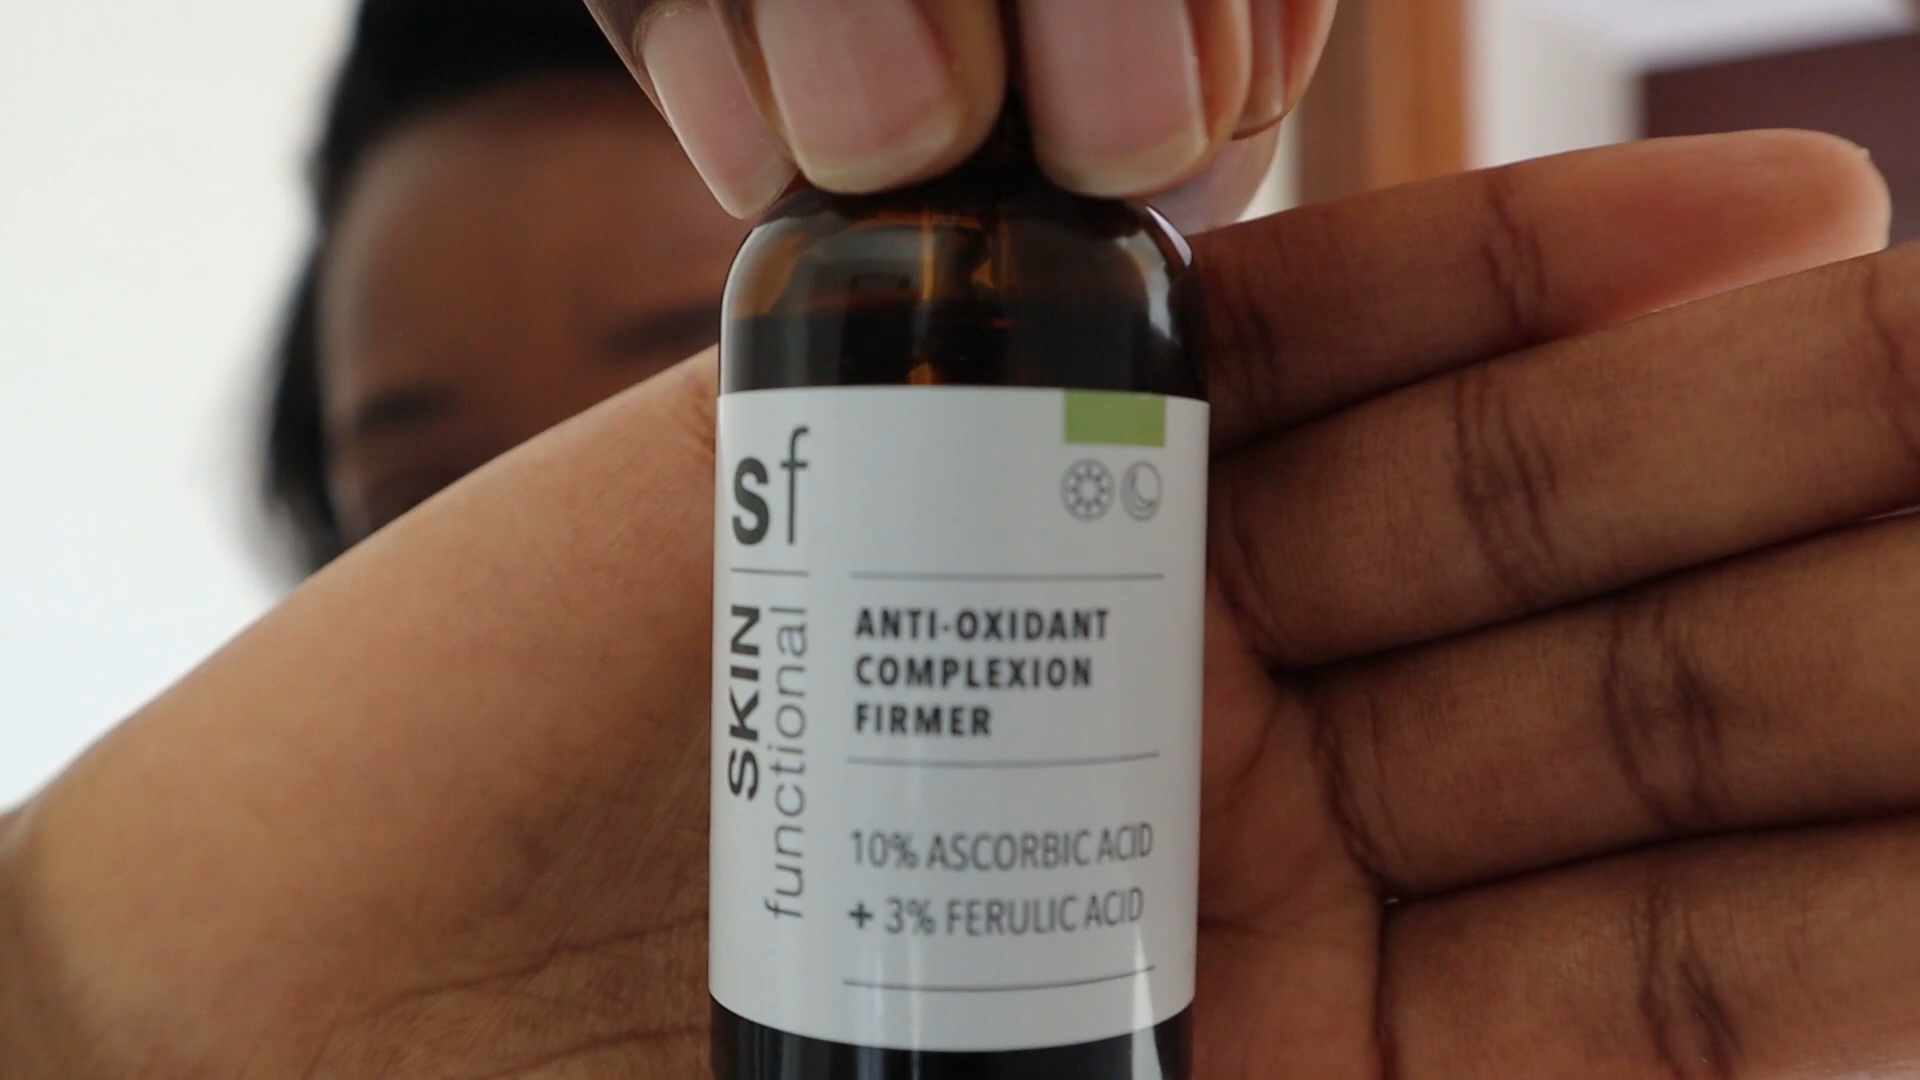 sf
SKIN
functional
ANTI-OXIDANT
COMPLEXION
FIRMER
10% ASCORBIC ACID
+ 3% FERULIC ACID